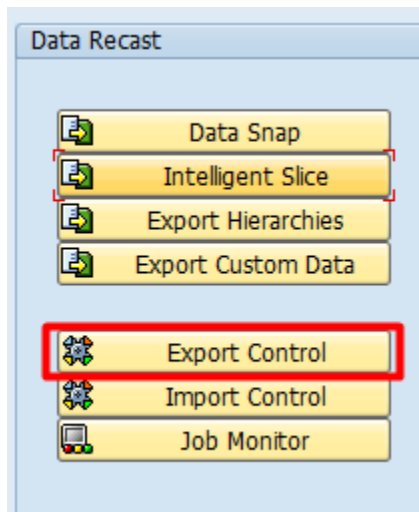 Data Recast
Data Snap
Intelligent Slice
Export Hierarchies
Export Custom Data
Export Control
Import Control
Job Monitor